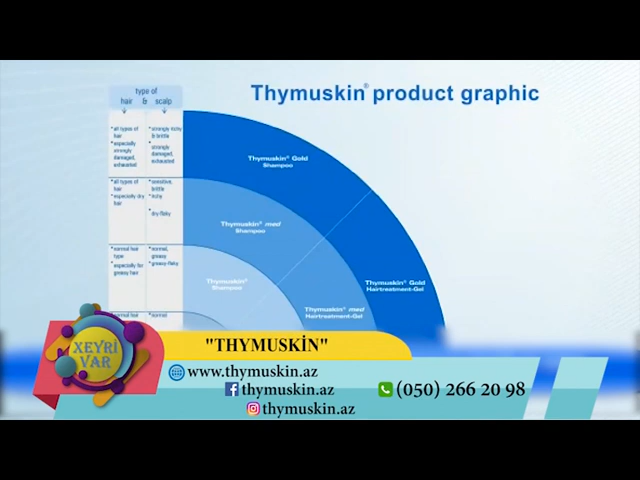 Thymuskin® product graphic
type of
hair & scalp
*all types of hair
*especially strongly damaged, exhausted
*strongly itchy & brittle
*strongly damaged, exhausted
Thymuskin® Gold
Shampoo
*all types of hair
*especially dry hair
*sensitive, brittle
*itchy
*dry-flaky
Thymuskin® med
Shampoo
*normal hair type
*especially for greasy hair
*normal, greasy
*greasy-flaky
Thymuskin®
Shampoo
Thymuskin® Gold
Hairtreatment-Gel
Thymuskin® med
Hairtreatment-Gel
*normal hair
*normal
XEYRİ
VAR
"THYMUSKİN"
www.thymuskin.az
thymuskin.az
(050) 266 20 98
thymuskin.az